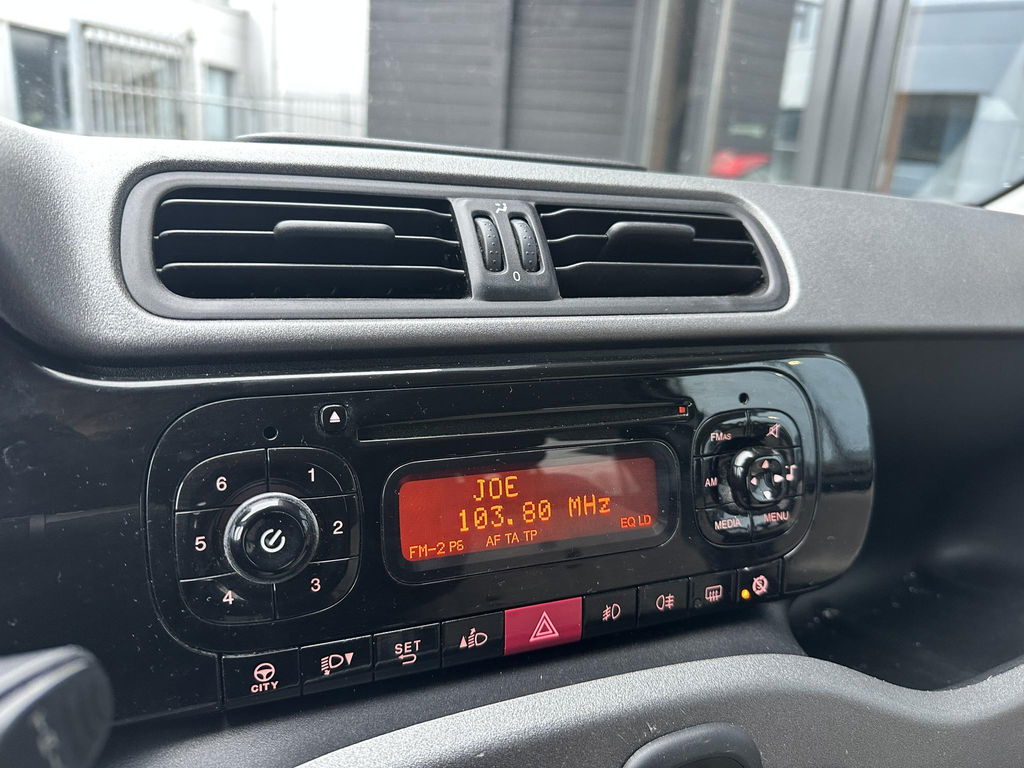 0
6
1
5
2
4
3
JOE
103.80 MHz
EQ LD
FM-2 P6 AF TA TP
FMAS
AM
MEDIA
MENU
CITY
SET